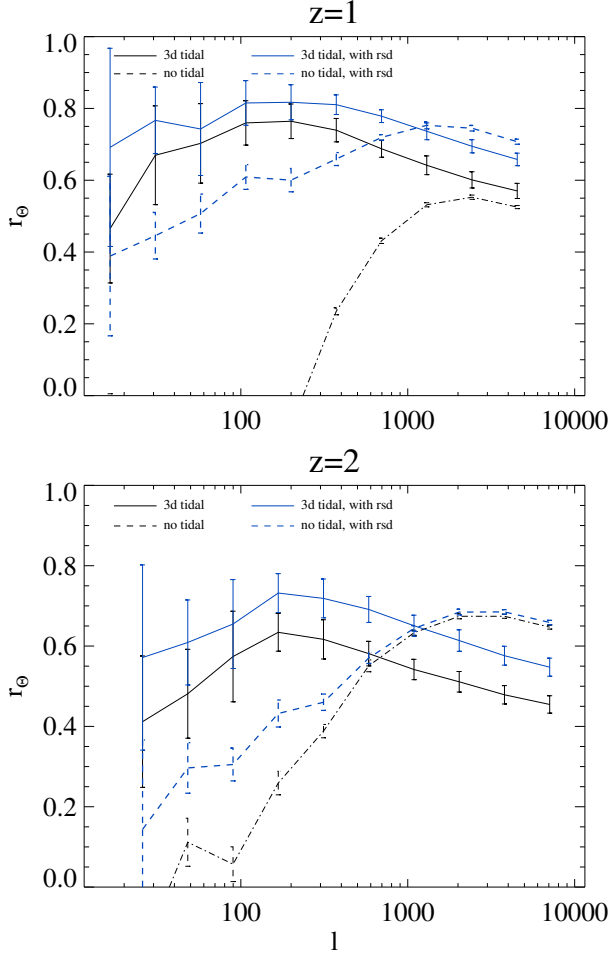 z=1
1.0
3d tidal
3d tidal, with rsd
no tidal
no tidal, with rsd
0.8
0.6
r_Θ
0.4
0.2
0.0
100
1000
10000
z=2
1.0
3d tidal
3d tidal, with rsd
no tidal
no tidal, with rsd
0.8
0.6
r_Θ
0.4
0.2
0.0
100
1000
10000
l